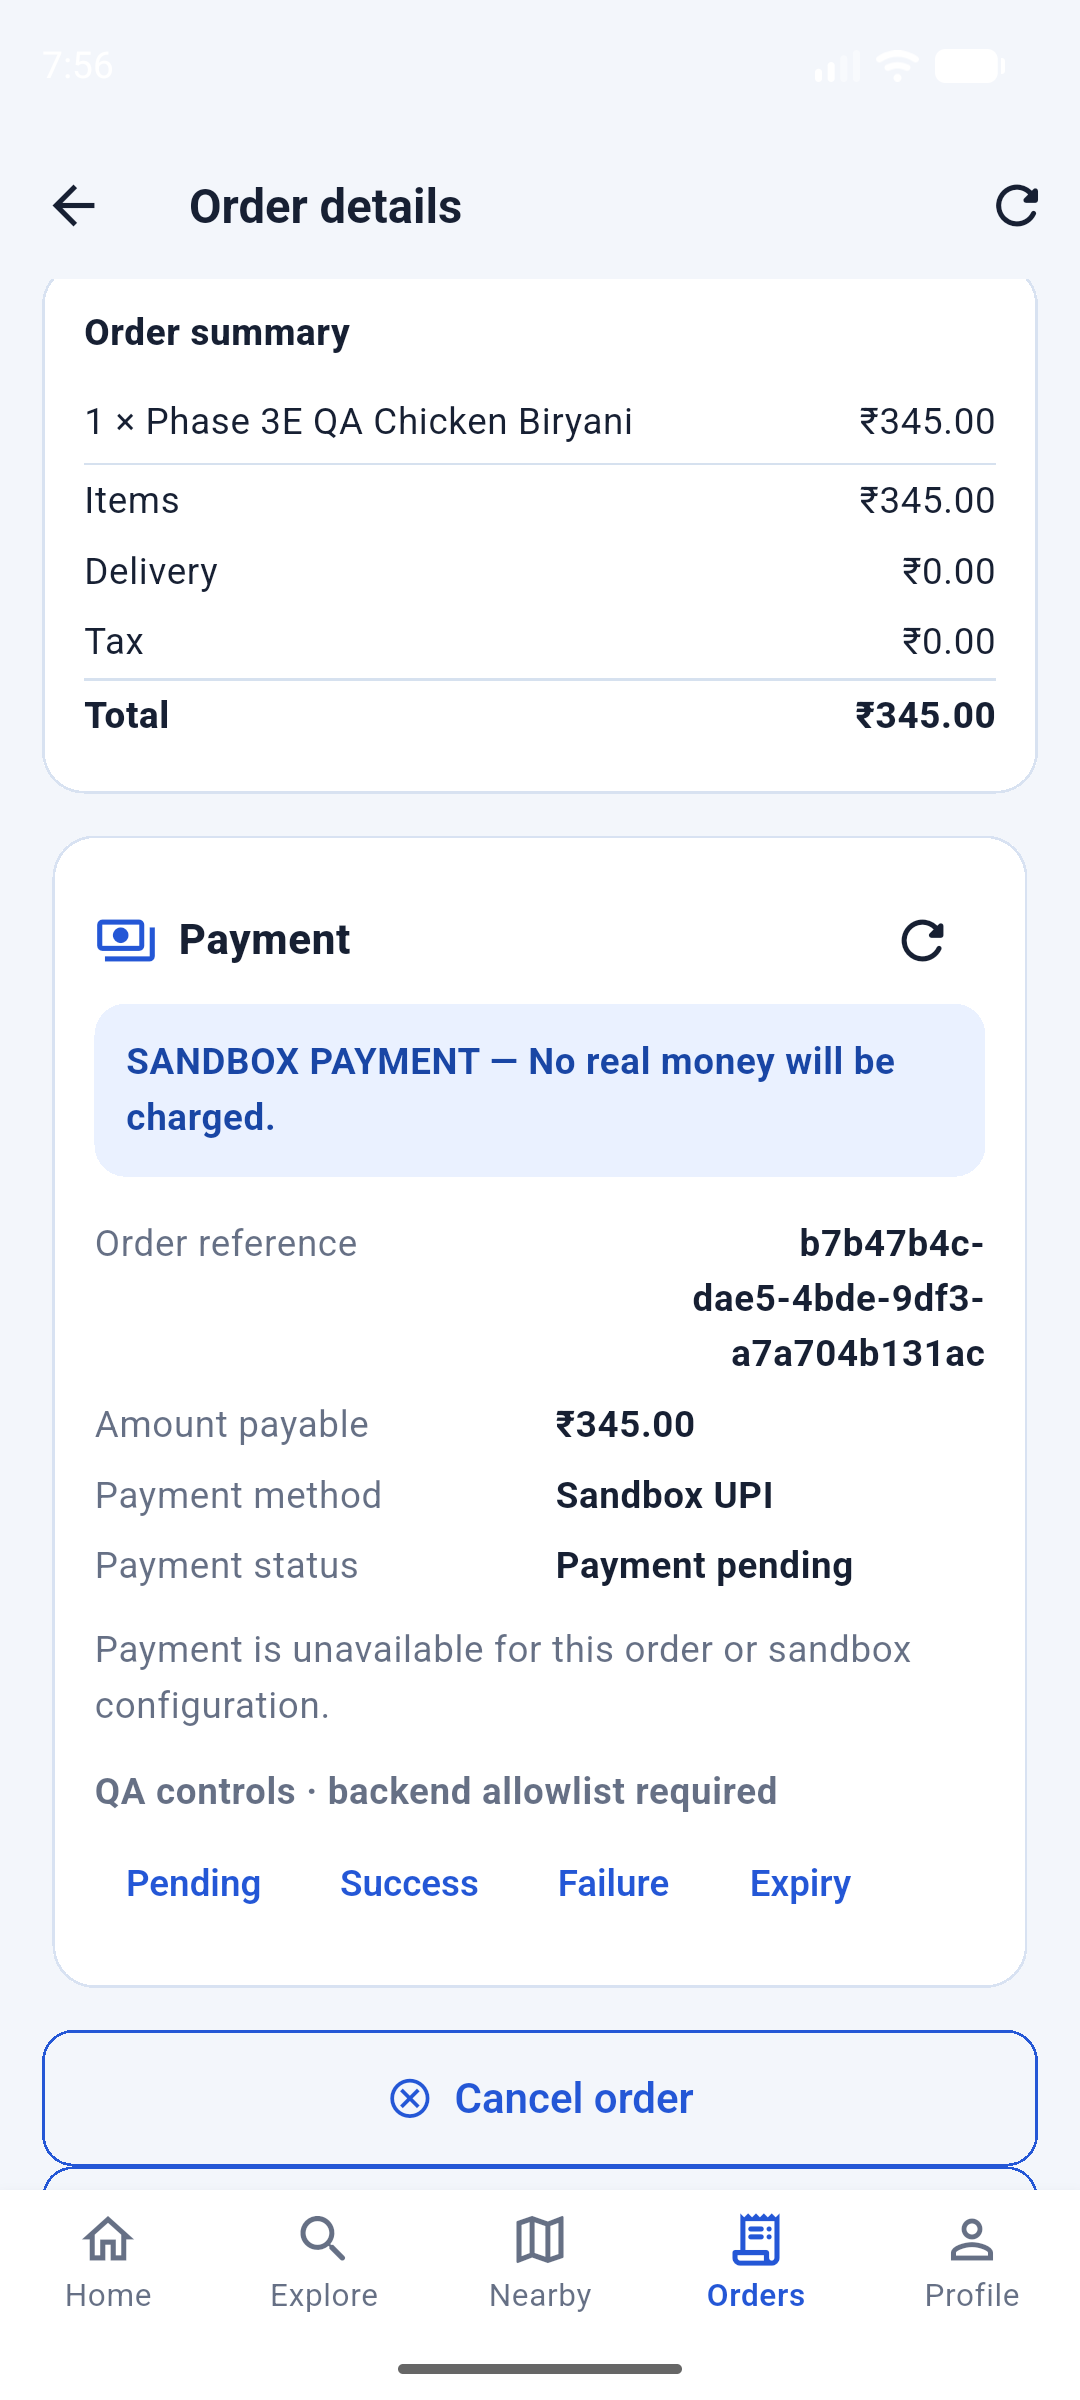 7:56
Order details
Order summary
1 × Phase 3E QA Chicken Biryani ₹345.00
Items ₹345.00
Delivery ₹0.00
Tax ₹0.00
Total ₹345.00
Payment
SANDBOX PAYMENT — No real money will be
charged.
Order reference b7b47b4c-
dae5-4bde-9df3-
a7a704b131ac
Amount payable ₹345.00
Payment method Sandbox UPI
Payment status Payment pending
Payment is unavailable for this order or sandbox
configuration.
QA controls · backend allowlist required
Pending Success Failure Expiry
Cancel order
Home Explore Nearby Orders Profile